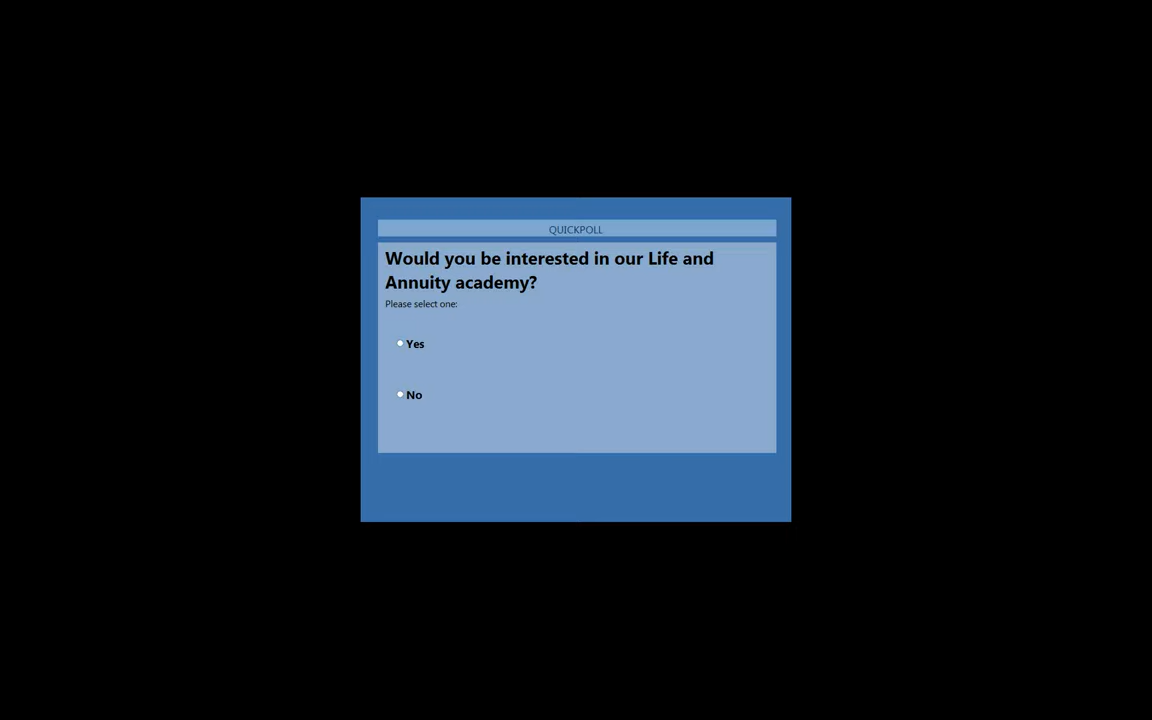 QUICKPOLL
Would you be interested in our Life and
Annuity academy?
Please select one:
Yes
No